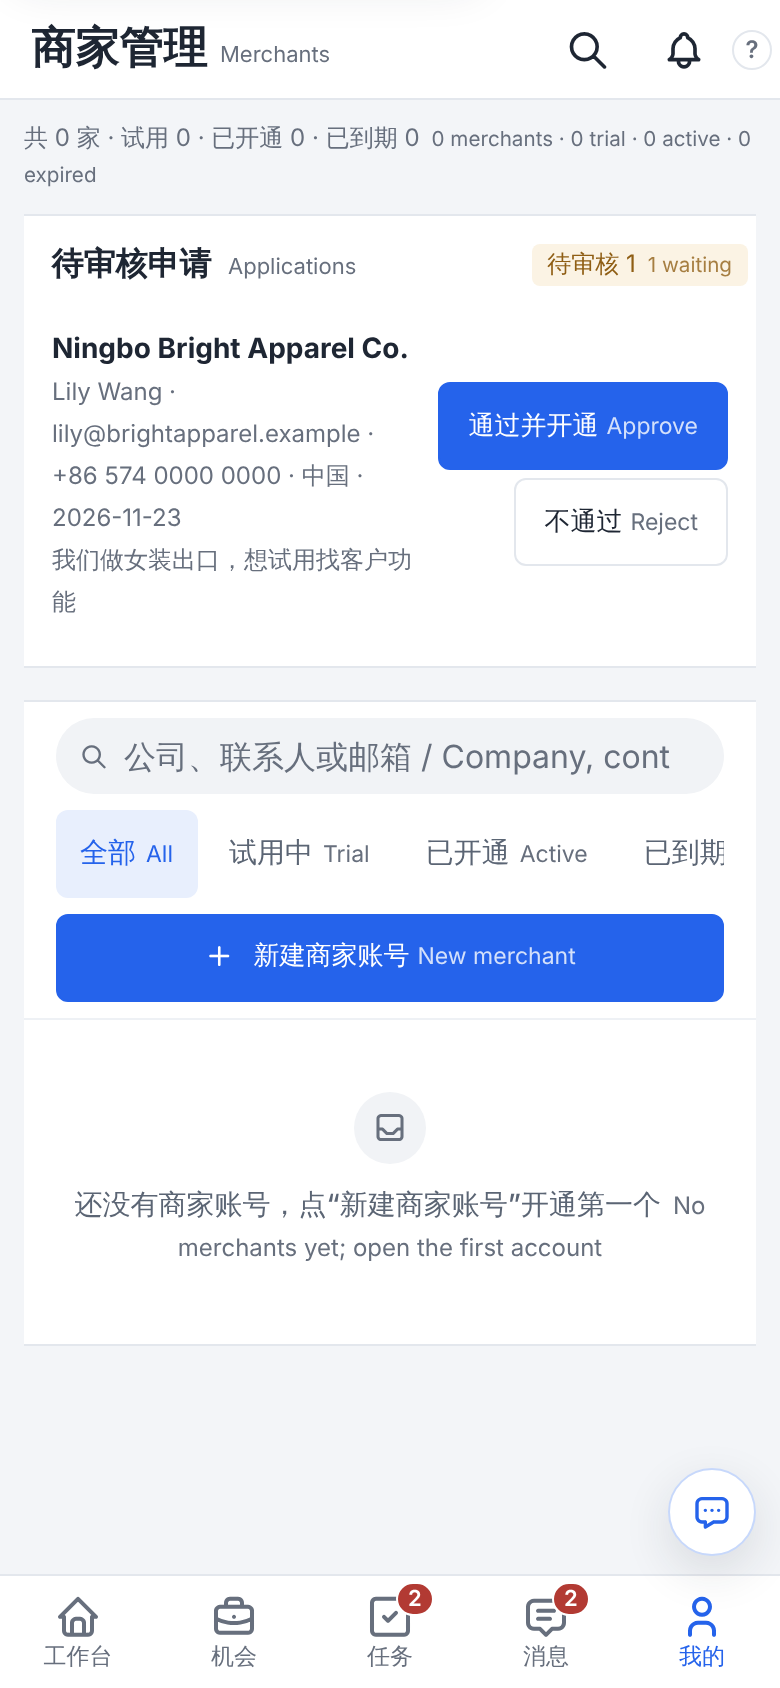 商家管理 Merchants ?
共 0 家 · 试用 0 · 已开通 0 · 已到期 0 0 merchants · 0 trial · 0 active · 0
expired
待审核申请 Applications 待审核 1 1 waiting
Ningbo Bright Apparel Co.
Lily Wang ·
lily@brightapparel.example ·
+86 574 0000 0000 · 中国 ·
2026-11-23
我们做女装出口，想试用找客户功
能
通过并开通 Approve
不通过 Reject
公司、联系人或邮箱 / Company, cont
全部 All 试用中 Trial 已开通 Active 已到期
+ 新建商家账号 New merchant
还没有商家账号，点“新建商家账号”开通第一个 No
merchants yet; open the first account
2 2
工作台 机会 任务 消息 我的